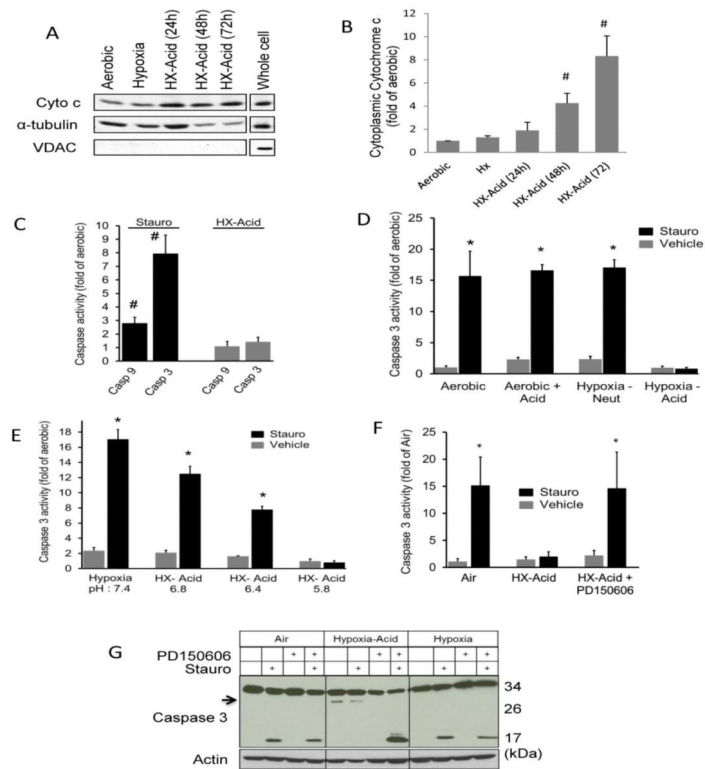 A
Aerobic
Hypoxia
HX-Acid (24h)
HX-Acid (48h)
HX-Acid (72h)
Whole cell
Cyto c
α-tubulin
VDAC
B
Cytoplasmic Cytochrome c
(fold of aerobic)
12
10
8
6
4
2
0
#
#
Aerobic
Hx
HX-Acid (24h)
HX-Acid (48h)
HX-Acid (72)
C
Stauro
HX-Acid
Caspase activity (fold of aerobic)
10
9
8
7
6
5
4
3
2
1
0
#
#
Casp 9
Casp 3
Casp 9
Casp 3
D
Caspase 3 activity (fold of aerobic)
25
20
15
10
5
0
Stauro
Vehicle
* * *
Aerobic
Aerobic +
Acid
Hypoxia -
Neut
Hypoxia -
Acid
E
Caspase 3 activity (fold of aerobic)
18
16
14
12
10
8
6
4
2
0
Stauro
Vehicle
* * *
Hypoxia
pH : 7.4
HX- Acid
6.8
HX- Acid
6.4
HX- Acid
5.8
F
Caspase 3 activity (fold of Air)
25
20
15
10
5
0
Stauro
Vehicle
* *
Air
HX-Acid
HX-Acid +
PD150606
G
Air Hypoxia-Acid Hypoxia
PD150606 + + + + + +
Stauro + + + + + +
Caspase 3
34
26
17
(kDa)
Actin